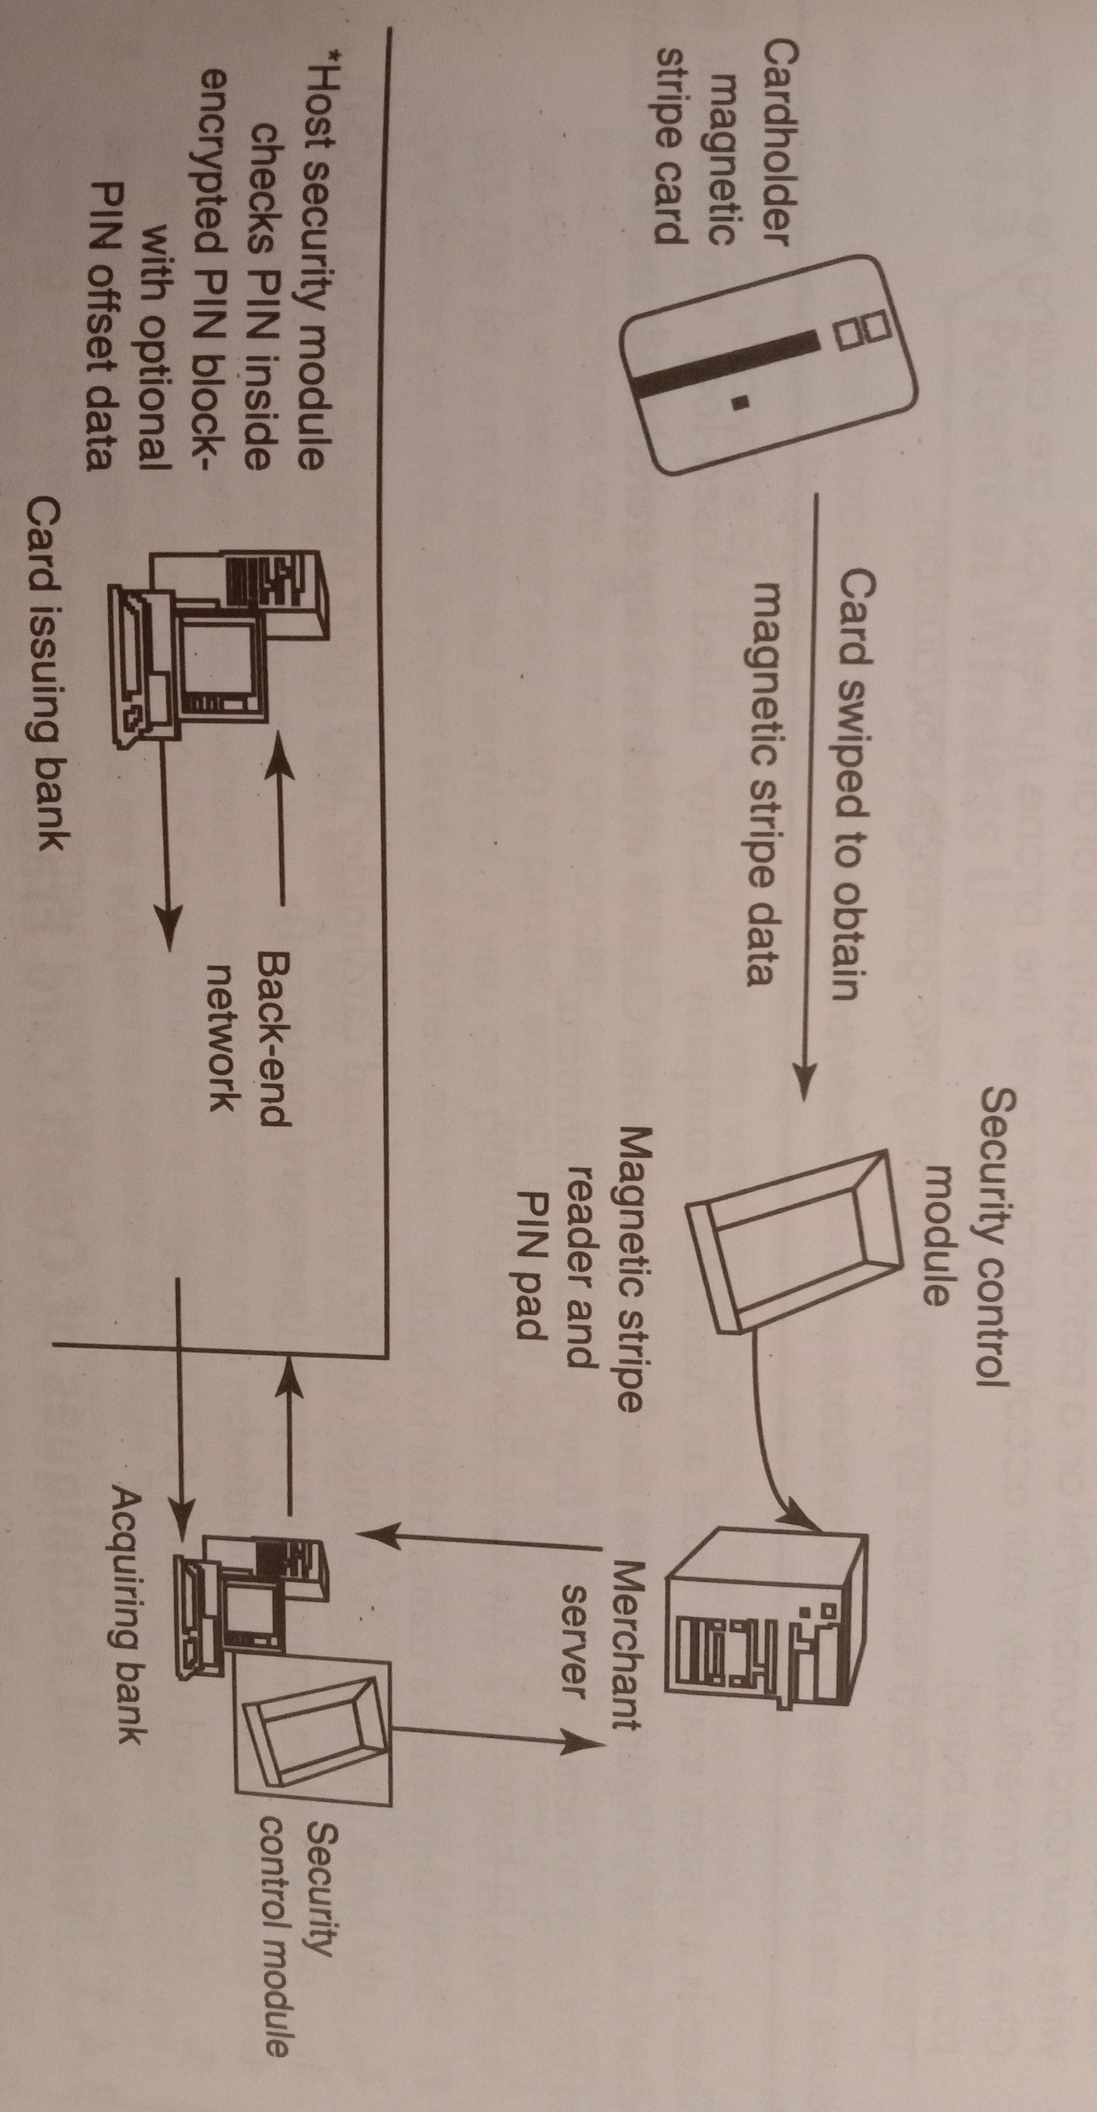 Security control
module
Cardholder
magnetic
stripe card
Card swiped to obtain
magnetic stripe data
Magnetic stripe
reader and
PIN pad
Merchant
server
*Host security module
checks PIN inside
encrypted PIN block-
with optional
PIN offset data
Back-end
network
Security
control module
Card issuing bank
Acquiring bank